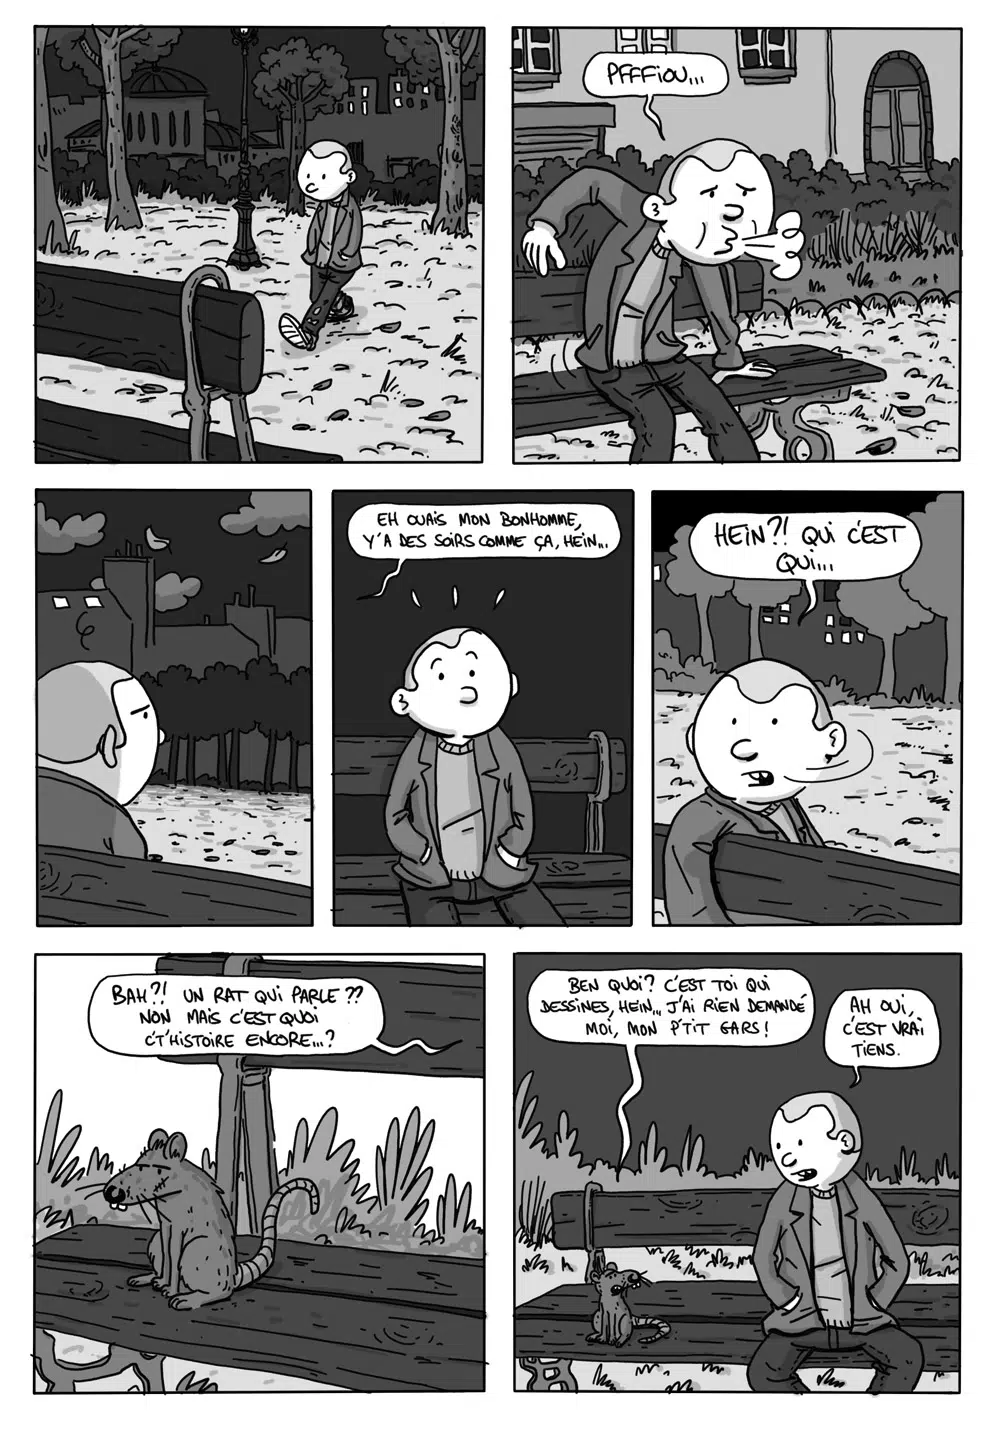 PFFFIOU...
EH OUAIS MON BONHOMME,
Y'A DES SOIRS COMME ÇA, HEIN...
HEIN?! QUI C'EST
QUI...
BAH?! UN RAT QUI PARLE??
NON MAIS C'EST QUOI
C'T'HISTOIRE ENCORE...?
BEN QUOI? C'EST TOI QUI
DESSINES, HEIN... J'AI RIEN DEMANDÉ
MOI, MON P'TIT GARS!
AH OUI,
C'EST VRAI
TIENS.